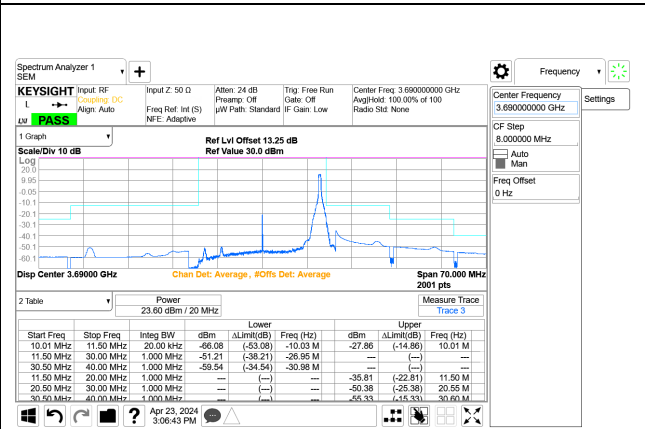 Spectrum Analyzer 1
SEM
Frequency
KEYSIGHT
Input: RF
Coupling: DC
Align: Auto
Input Z: 50 Ω
Freq Ref: Int (S)
NFE: Adaptive
Atten: 24 dB
Preamp: Off
µW Path: Standard
Trig: Free Run
Gate: Off
IF Gain: Low
Center Freq: 3.690000000 GHz
Avg|Hold: 100.00% of 100
Radio Std: None
L
LXI
PASS
Center Frequency
3.690000000 GHz
Settings
CF Step
8.000000 MHz
Auto
Man
Freq Offset
0 Hz
1 Graph
Scale/Div 10 dB
Ref Lvl Offset 13.25 dB
Ref Value 30.0 dBm
Log
20.0
9.95
-0.05
-10.1
-20.1
-30.1
-40.1
-50.1
-60.1
Disp Center 3.69000 GHz
Chan Det: Average, #Offs Det: Average
Span 70.000 MHz
2001 pts
2 Table
Power
23.60 dBm / 20 MHz
Measure Trace
Trace 3
Lower Upper
Start Freq Stop Freq Integ BW dBm ΔLimit(dB) Freq (Hz) dBm ΔLimit(dB) Freq (Hz)
10.01 MHz 11.50 MHz 20.00 kHz -66.08 (-53.08) -10.03 M -27.86 (-14.86) 10.01 M
11.50 MHz 30.00 MHz 1.000 MHz -51.21 (-38.21) -26.95 M --- (---) ---
30.50 MHz 40.00 MHz 1.000 MHz -59.54 (-34.54) -30.98 M --- (---) ---
11.50 MHz 20.00 MHz 1.000 MHz --- (---) --- -35.81 (-22.81) 11.50 M
20.50 MHz 30.00 MHz 1.000 MHz --- (---) --- -50.38 (-25.38) 20.55 M
30.50 MHz 40.00 MHz 1.000 MHz --- (---) --- -55.33 (-15.33) 30.60 M
?
Apr 23, 2024
3:06:43 PM